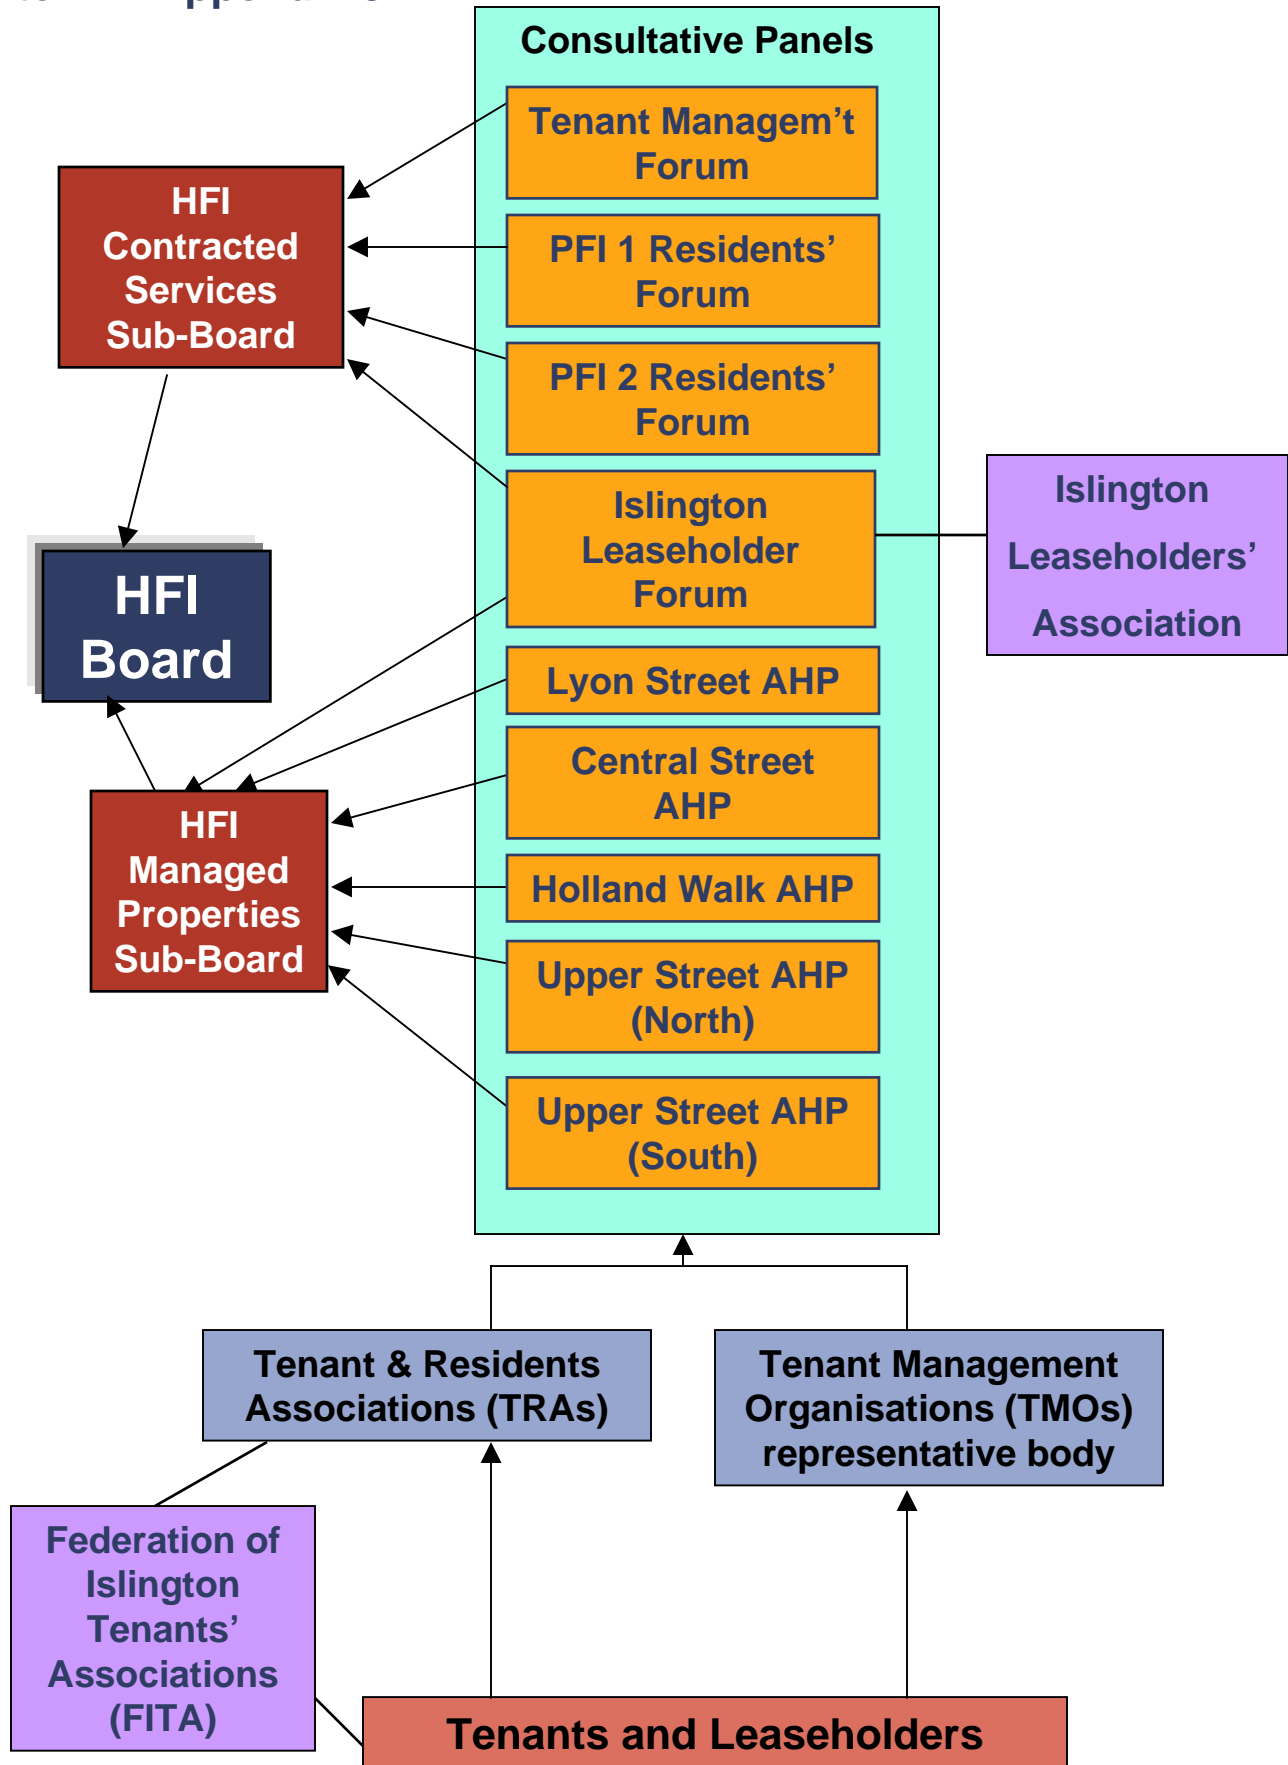 Consultative Panels
Tenant Managem't
Forum
HFI
Contracted
Services
Sub-Board
PFI 1 Residents’
Forum
PFI 2 Residents’
Forum
Islington
Leaseholder
Forum
Islington
Leaseholders’
Association
HFI
Board
Lyon Street AHP
Central Street
AHP
HFI
Managed
Properties
Sub-Board
Holland Walk AHP
Upper Street AHP
(North)
Upper Street AHP
(South)
Tenant & Residents
Associations (TRAs)
Tenant Management
Organisations (TMOs)
representative body
Federation of
Islington
Tenants’
Associations
(FITA)
Tenants and Leaseholders